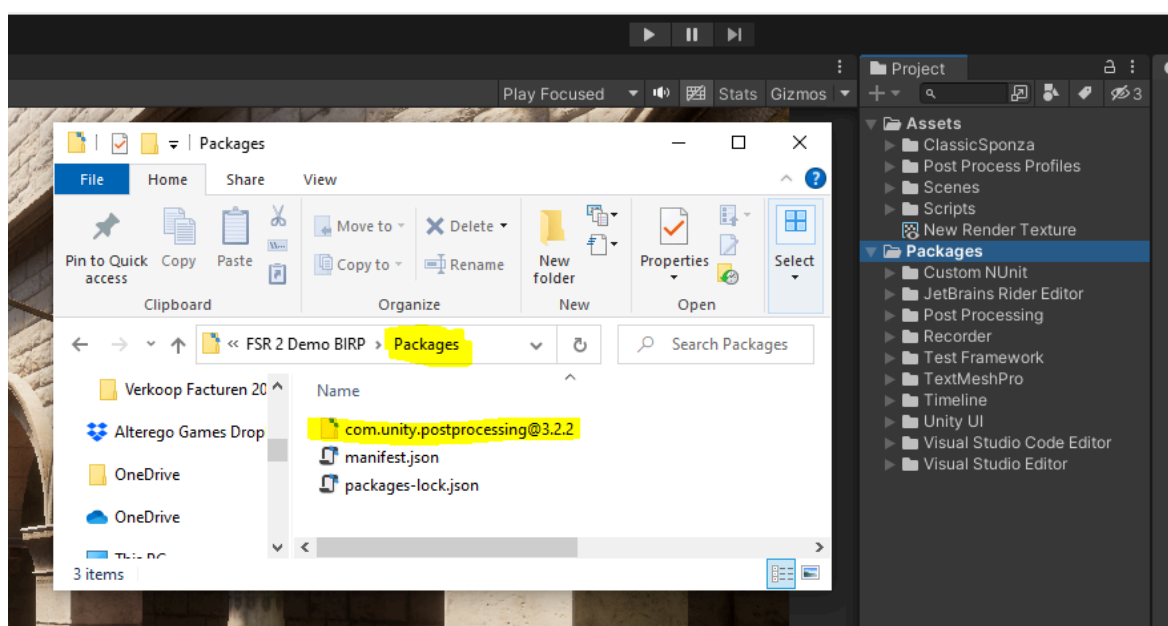 Play Focused
Stats
Gizmos
Project
3
Assets
ClassicSponza
Post Process Profiles
Scenes
Scripts
New Render Texture
Packages
Custom NUnit
JetBrains Rider Editor
Post Processing
Recorder
Test Framework
TextMeshPro
Timeline
Unity UI
Visual Studio Code Editor
Visual Studio Editor
Packages
File Home Share View
Pin to Quick access
Copy
Paste
Clipboard
Move to
Copy to
Delete
Rename
Organize
New folder
New
Properties
Open
Select
« FSR 2 Demo BIRP > Packages
Search Packages
Verkoop Facturen 20
Alterego Games Drop
OneDrive
OneDrive
This PC
Name
com.unity.postprocessing@3.2.2
manifest.json
packages-lock.json
3 items